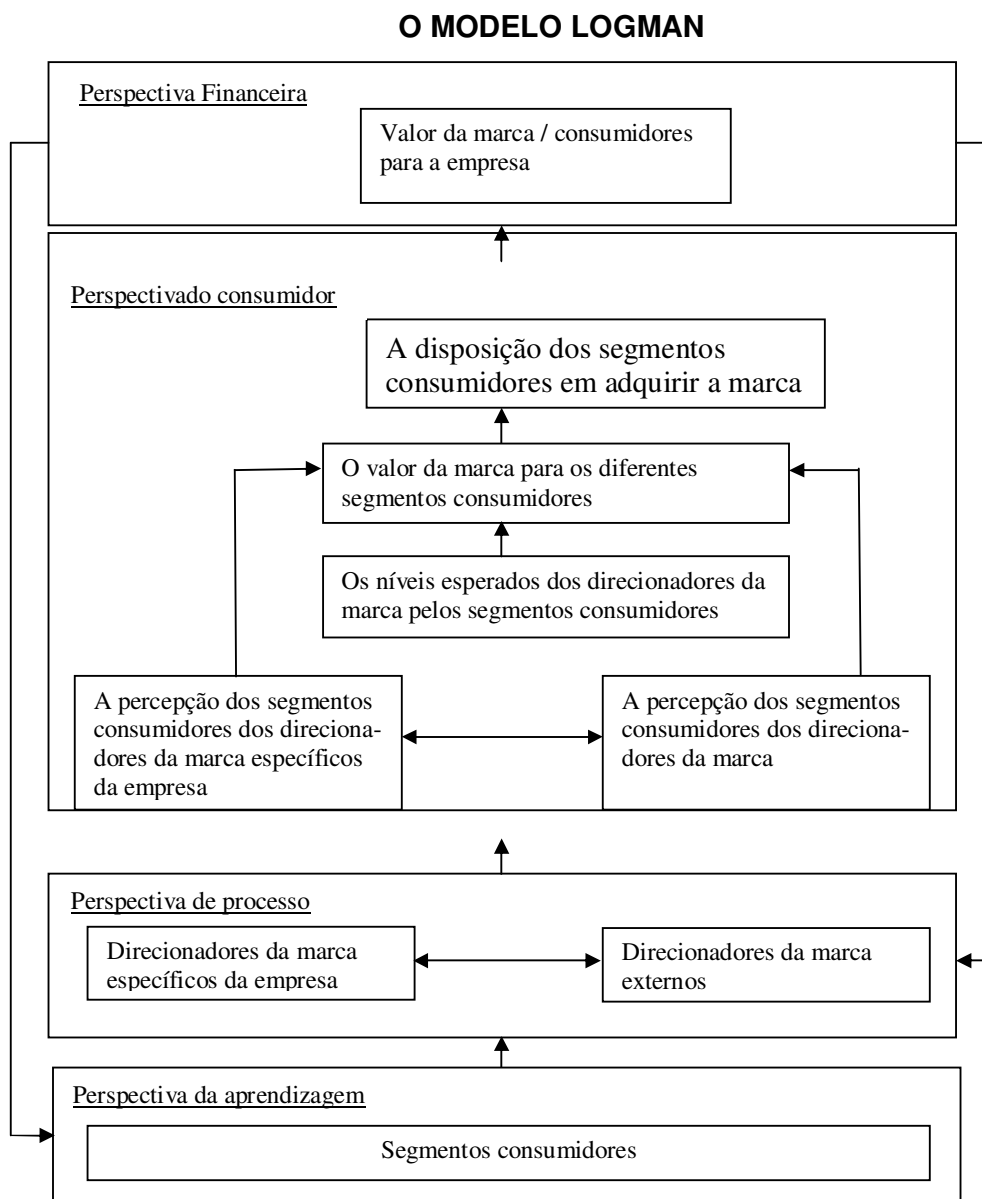 O MODELO LOGMAN
Perspectiva Financeira
Valor da marca / consumidores
para a empresa
Perspectivado consumidor
A disposição dos segmentos
consumidores em adquirir a marca
O valor da marca para os diferentes
segmentos consumidores
Os níveis esperados dos direcionadores da
marca pelos segmentos consumidores
A percepção dos segmentos
consumidores dos direciona-
dores da marca específicos
da empresa
A percepção dos segmentos
consumidores dos direciona-
dores da marca
Perspectiva de processo
Direcionadores da marca
específicos da empresa
Direcionadores da marca
externos
Perspectiva da aprendizagem
Segmentos consumidores